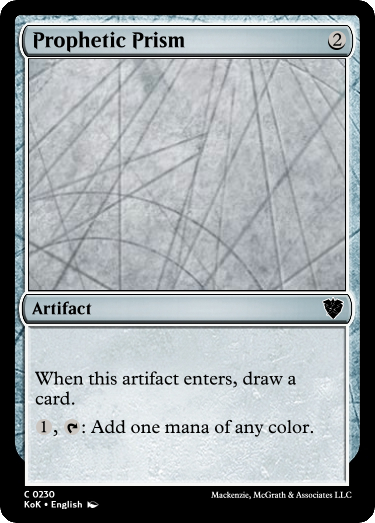 Prophetic Prism 2
Artifact
When this artifact enters, draw a
card.
1, : Add one mana of any color.
C 0230
KoK • English
Mackenzie, McGrath & Associates LLC